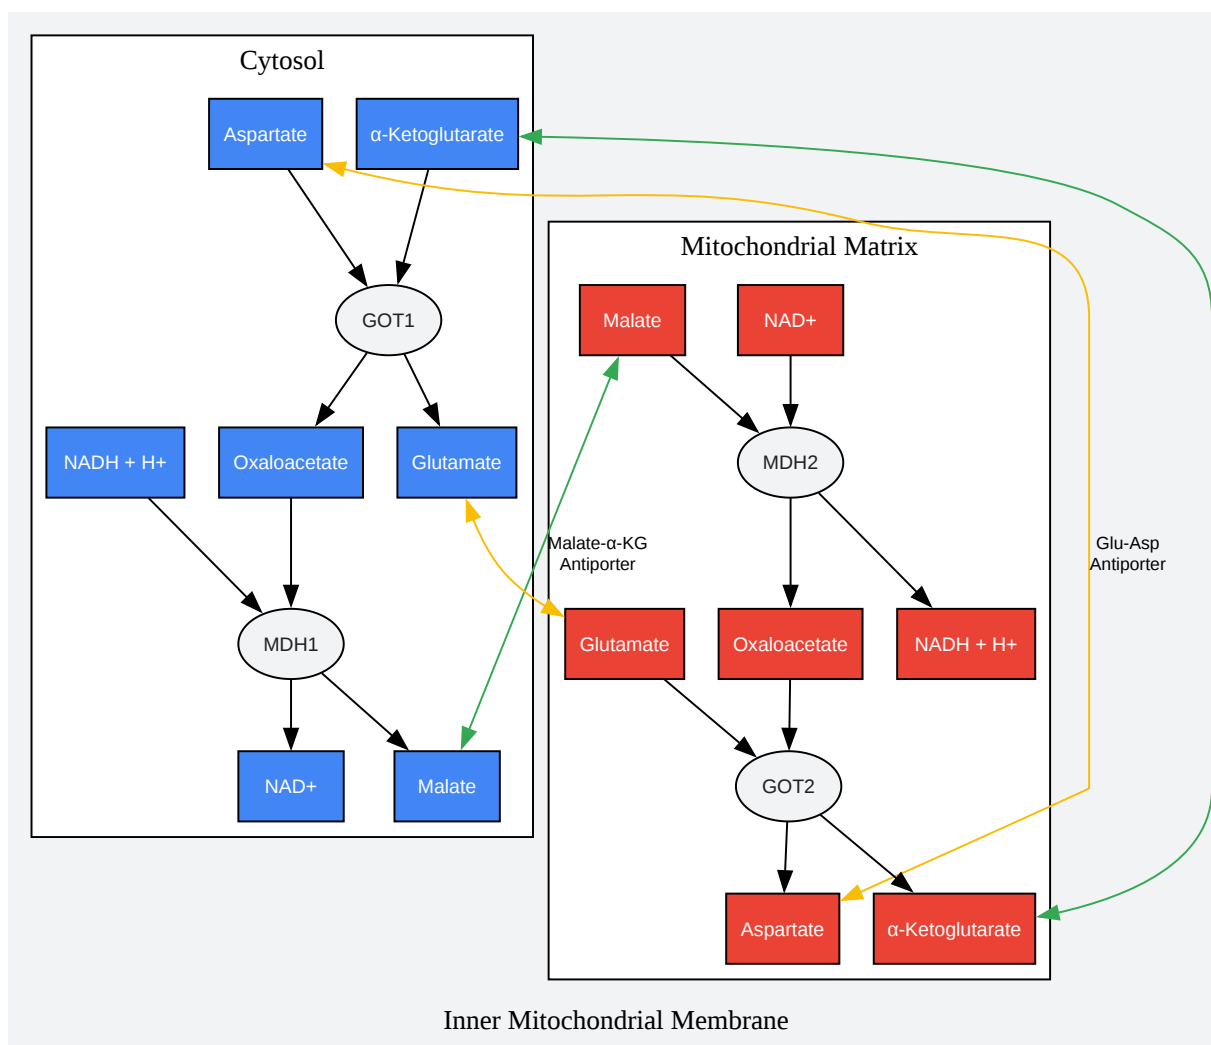 Cytosol
Aspartate
α-Ketoglutarate
GOT1
NADH + H+
Oxaloacetate
Glutamate
MDH1
NAD+
Malate
Mitochondrial Matrix
Malate
NAD+
MDH2
Malate-α-KG
Antiporter
Glu-Asp
Antiporter
Glutamate
Oxaloacetate
NADH + H+
GOT2
Aspartate
α-Ketoglutarate
Inner Mitochondrial Membrane